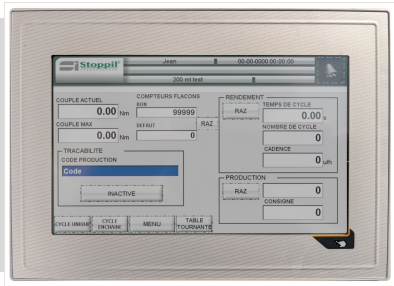 Stoppil®
Jean
00-00-0000 00:00:00
200 ml test
COUPLE ACTUEL
0.00 Nm
COUPLE MAX
0.00 Nm
COMPTEURS FLACONS
BON
99999
DEFAUT
0
RAZ
RENDEMENT
RAZ
TEMPS DE CYCLE
0.00 s
NOMBRE DE CYCLE
0
CADENCE
0 u/h
TRACABILITE
CODE PRODUCTION
Code
INACTIVE
PRODUCTION
RAZ
0
CONSIGNE
0
CYCLE UNIQUE
CYCLE
ENCHAINE
MENU
TABLE
TOURNANTE